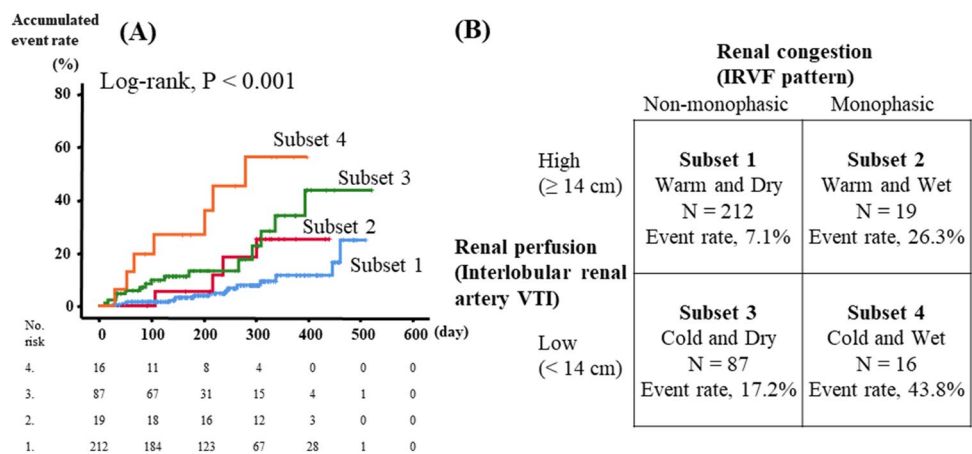 Accumulated
event rate
(%)
(A)
Log-rank, P < 0.001
80
60
40
20
0
Subset 4
Subset 3
Subset 2
Subset 1
0 100 200 300 400 500 600 (day)
No.
risk
4. 16 11 8 4 0 0 0
3. 87 67 31 15 4 1 0
2. 19 18 16 12 3 0
1. 212 184 123 67 28 1 0
(B)
Renal congestion
(IRVF pattern)
Non-monophasic Monophasic
Renal perfusion
(Interlobular renal
artery VTI)
High
(≥ 14 cm)
Subset 1
Warm and Dry
N = 212
Event rate, 7.1%
Subset 2
Warm and Wet
N = 19
Event rate, 26.3%
Low
(< 14 cm)
Subset 3
Cold and Dry
N = 87
Event rate, 17.2%
Subset 4
Cold and Wet
N = 16
Event rate, 43.8%